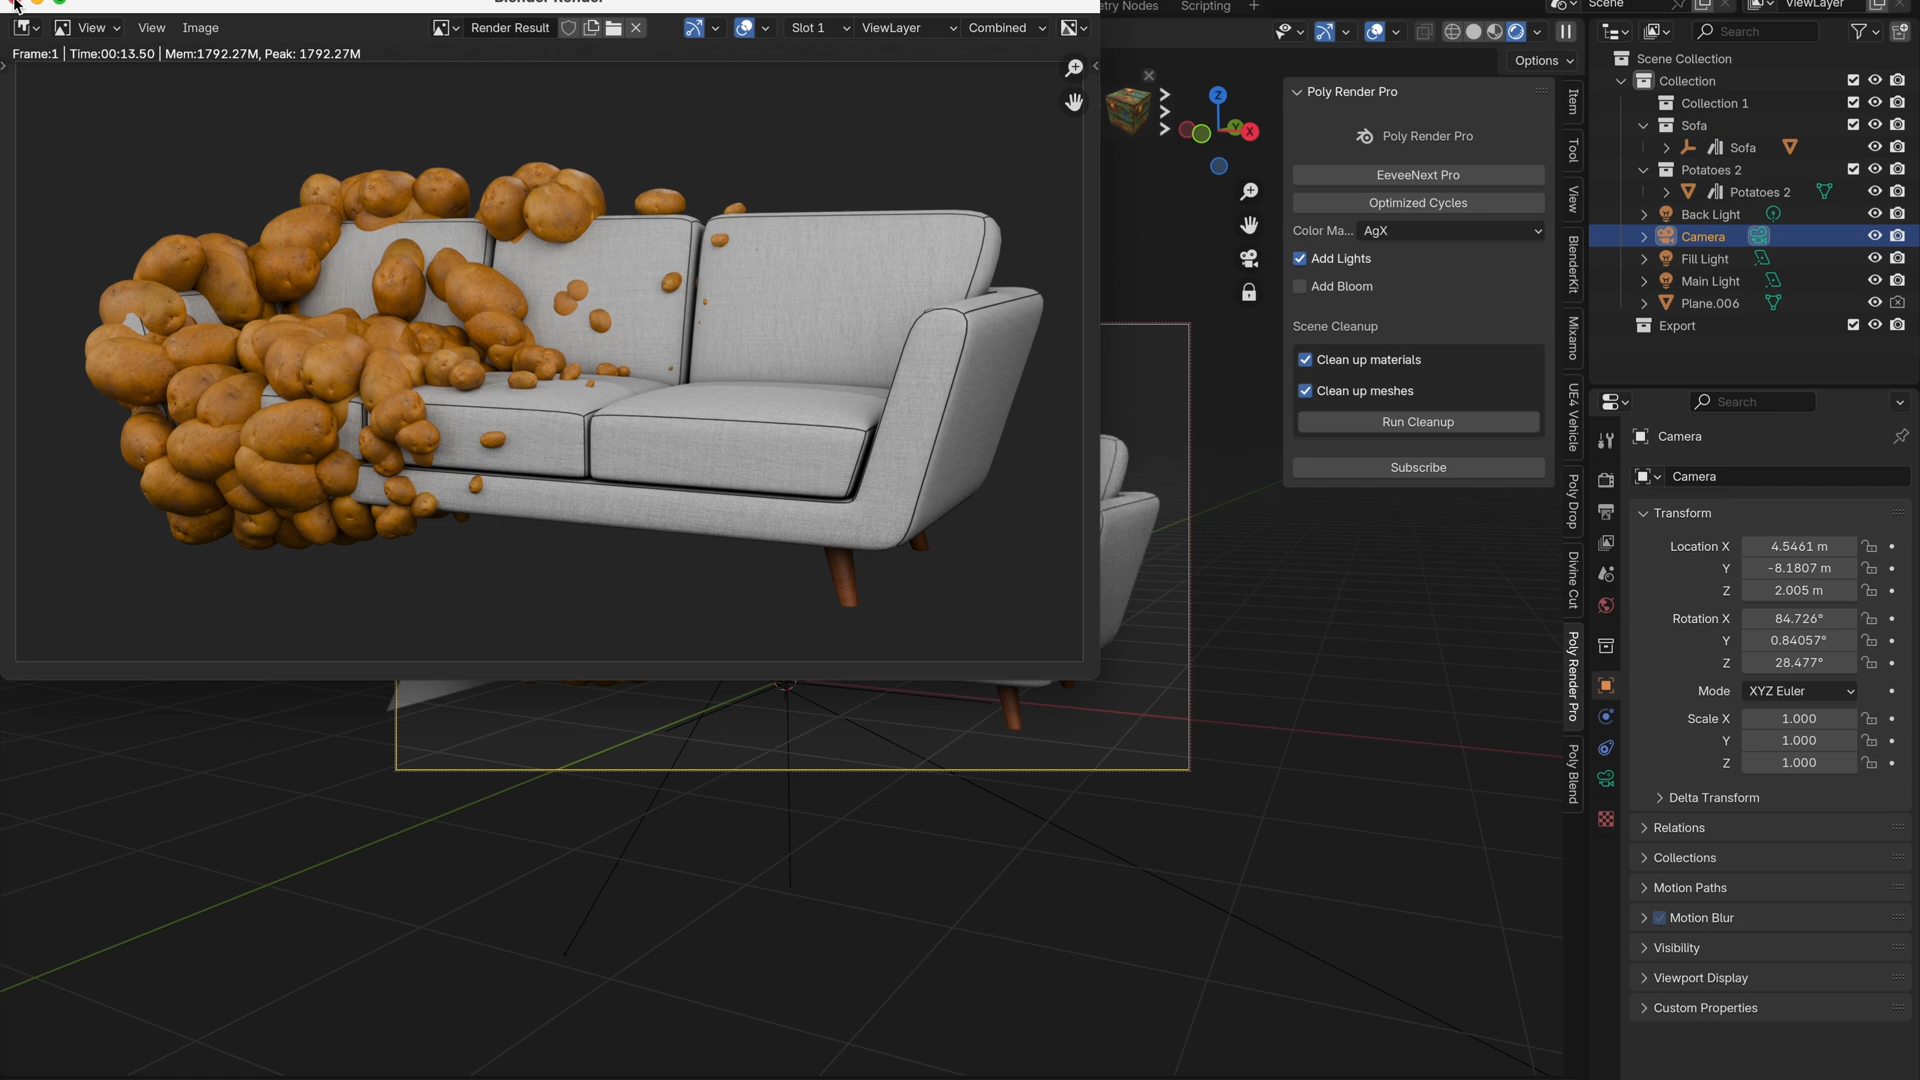 View
View
Image
Render Result
Slot 1
ViewLayer
Combined
Frame:1 | Time:00:13.50 | Mem:1792.27M, Peak: 1792.27M
Scripting
+
Scene
ViewLayer
Options
Z
Y
X
Poly Render Pro
Poly Render Pro
EeveeNext Pro
Optimized Cycles
Color Ma...
AgX
Add Lights
Add Bloom
Scene Cleanup
Clean up materials
Clean up meshes
Run Cleanup
Subscribe
Item
Tool
View
BlenderKit
Mixamo
UE4 Vehicle
Poly Drop
Divine Cut
Poly Render Pro
Poly Blend
Search
Scene Collection
Collection
Collection 1
Sofa
Sofa
Potatoes 2
Potatoes 2
Back Light
Camera
Fill Light
Main Light
Plane.006
Export
Search
Camera
Camera
Transform
Location X 4.5461 m
Y -8.1807 m
Z 2.005 m
Rotation X 84.726°
Y 0.84057°
Z 28.477°
Mode XYZ Euler
Scale X 1.000
Y 1.000
Z 1.000
Delta Transform
Relations
Collections
Motion Paths
Motion Blur
Visibility
Viewport Display
Custom Properties